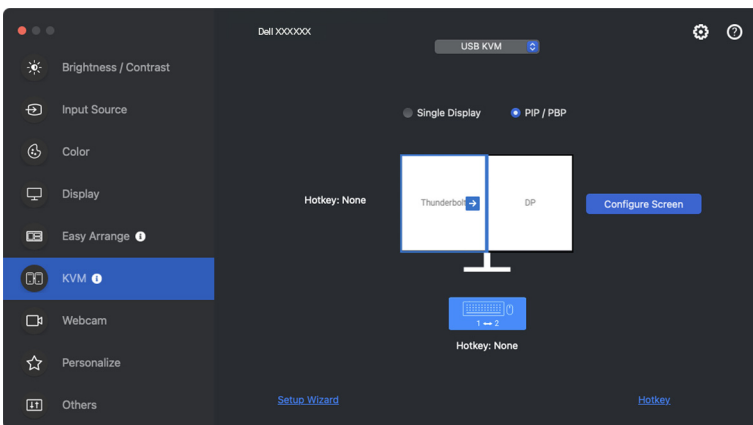 Dell XXXXXX
USB KVM
Brightness / Contrast
Input Source
Color
Display
Easy Arrange
KVM
Webcam
Personalize
Others
Single Display
PIP / PBP
Hotkey: None
Thunderbolt
DP
Configure Screen
1 ↔ 2
Hotkey: None
Setup Wizard
Hotkey